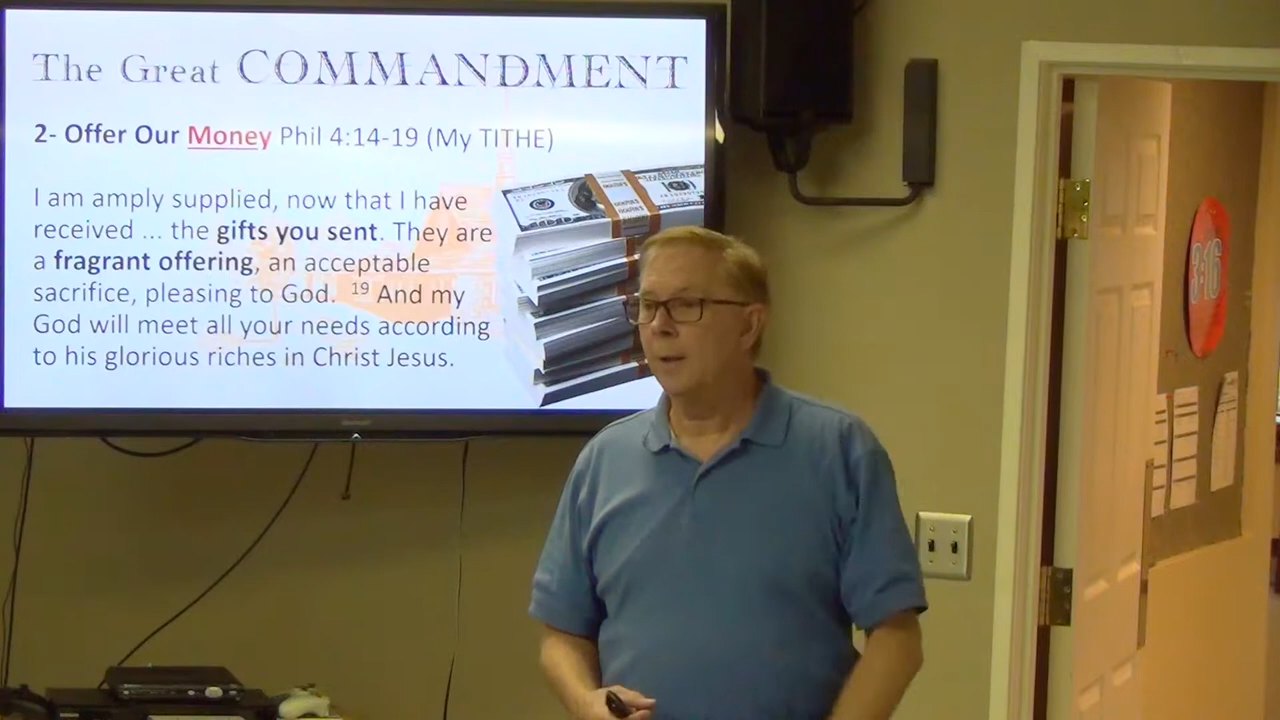 The Great COMMANDMENT
2- Offer Our Money Phil 4:14-19 (My TITHE)
I am amply supplied, now that I have
received ... the gifts you sent. They are
a fragrant offering, an acceptable
sacrifice, pleasing to God. 19 And my
God will meet all your needs according
to his glorious riches in Christ Jesus.
3:16